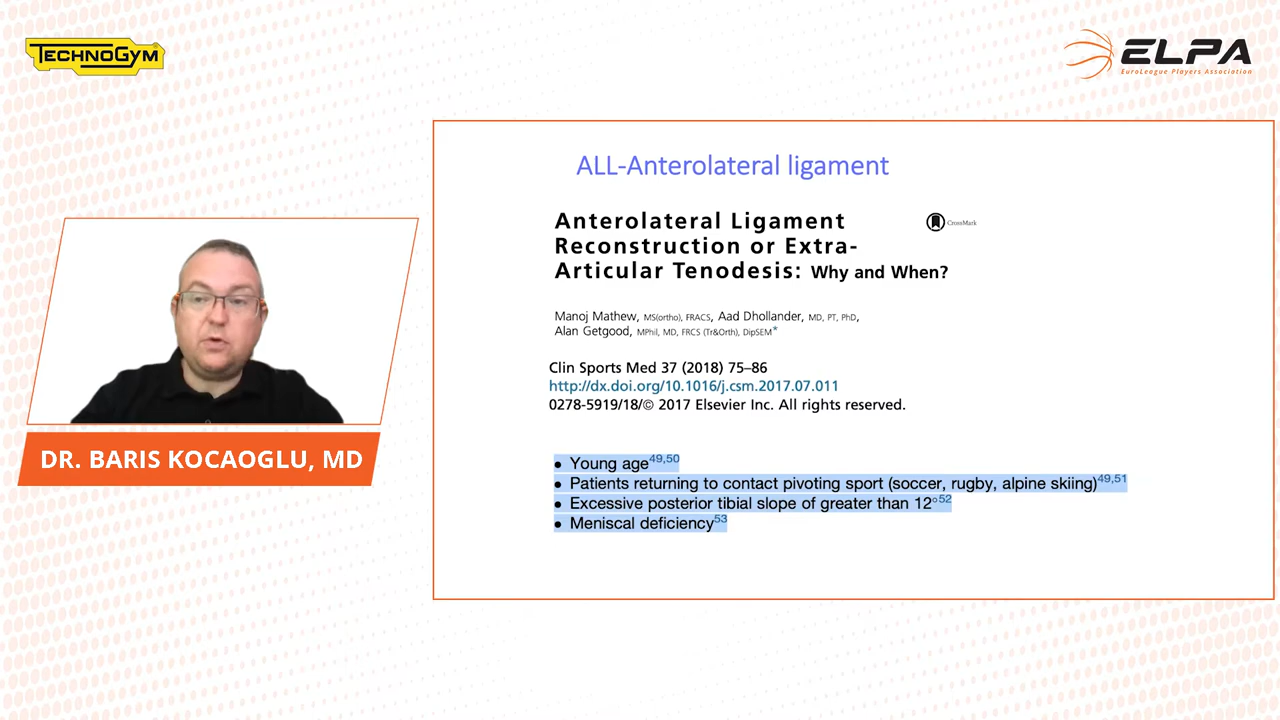 TECHNOGYM
ELPA
EuroLeague Players Association
ALL-Anterolateral ligament
Anterolateral Ligament
Reconstruction or Extra-
Articular Tenodesis: Why and When?
CrossMark
Manoj Mathew, MS(ortho), FRACS, Aad Dhollander, MD, PT, PhD,
Alan Getgood, MPhil, MD, FRCS (Tr&Orth), DipSEM*
Clin Sports Med 37 (2018) 75–86
http://dx.doi.org/10.1016/j.csm.2017.07.011
0278-5919/18/© 2017 Elsevier Inc. All rights reserved.
• Young age49,50
• Patients returning to contact pivoting sport (soccer, rugby, alpine skiing)49,51
• Excessive posterior tibial slope of greater than 12°52
• Meniscal deficiency53
DR. BARIS KOCAOGLU, MD